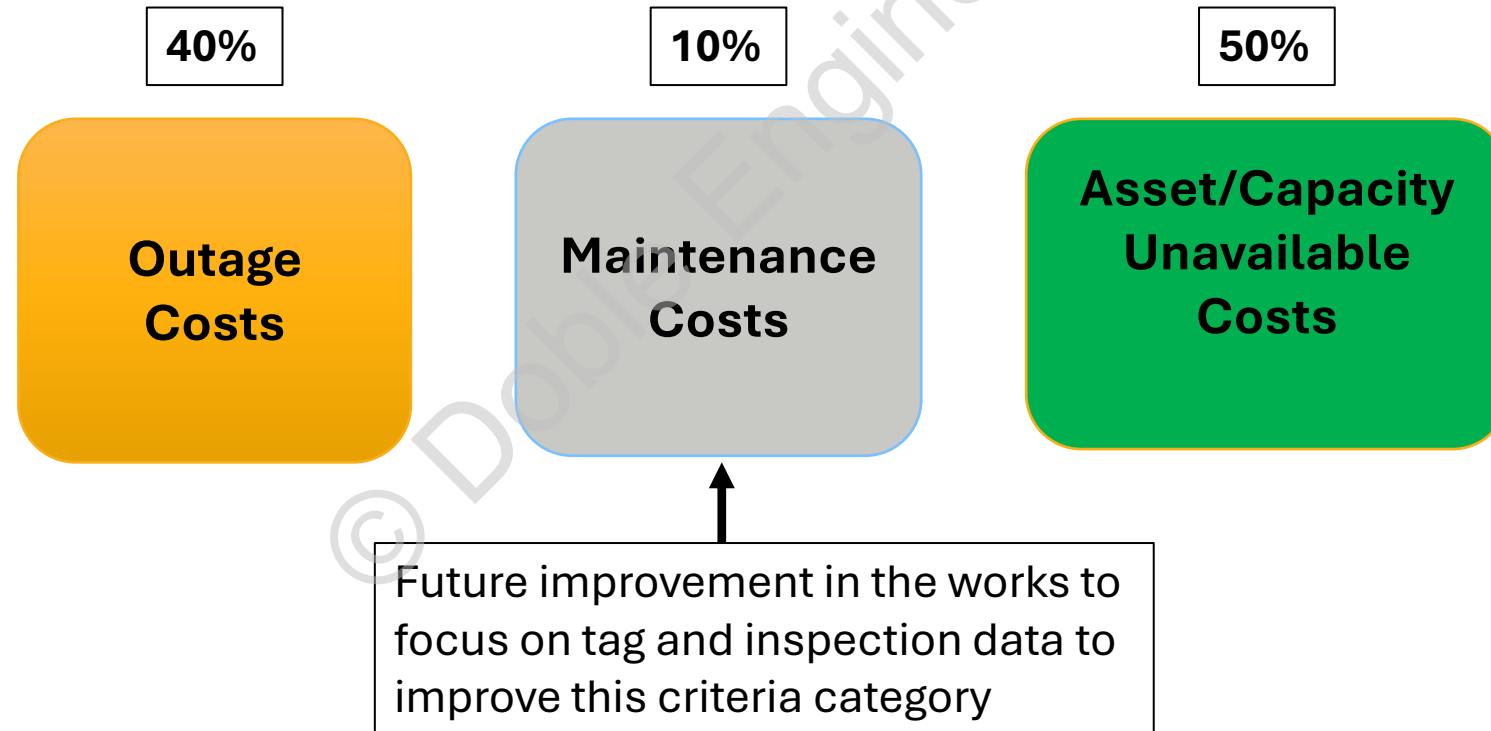 40%
10%
50%
Outage
Costs
Maintenance
Costs
Asset/Capacity
Unavailable
Costs
Future improvement in the works to
focus on tag and inspection data to
improve this criteria category
© Doble Engin